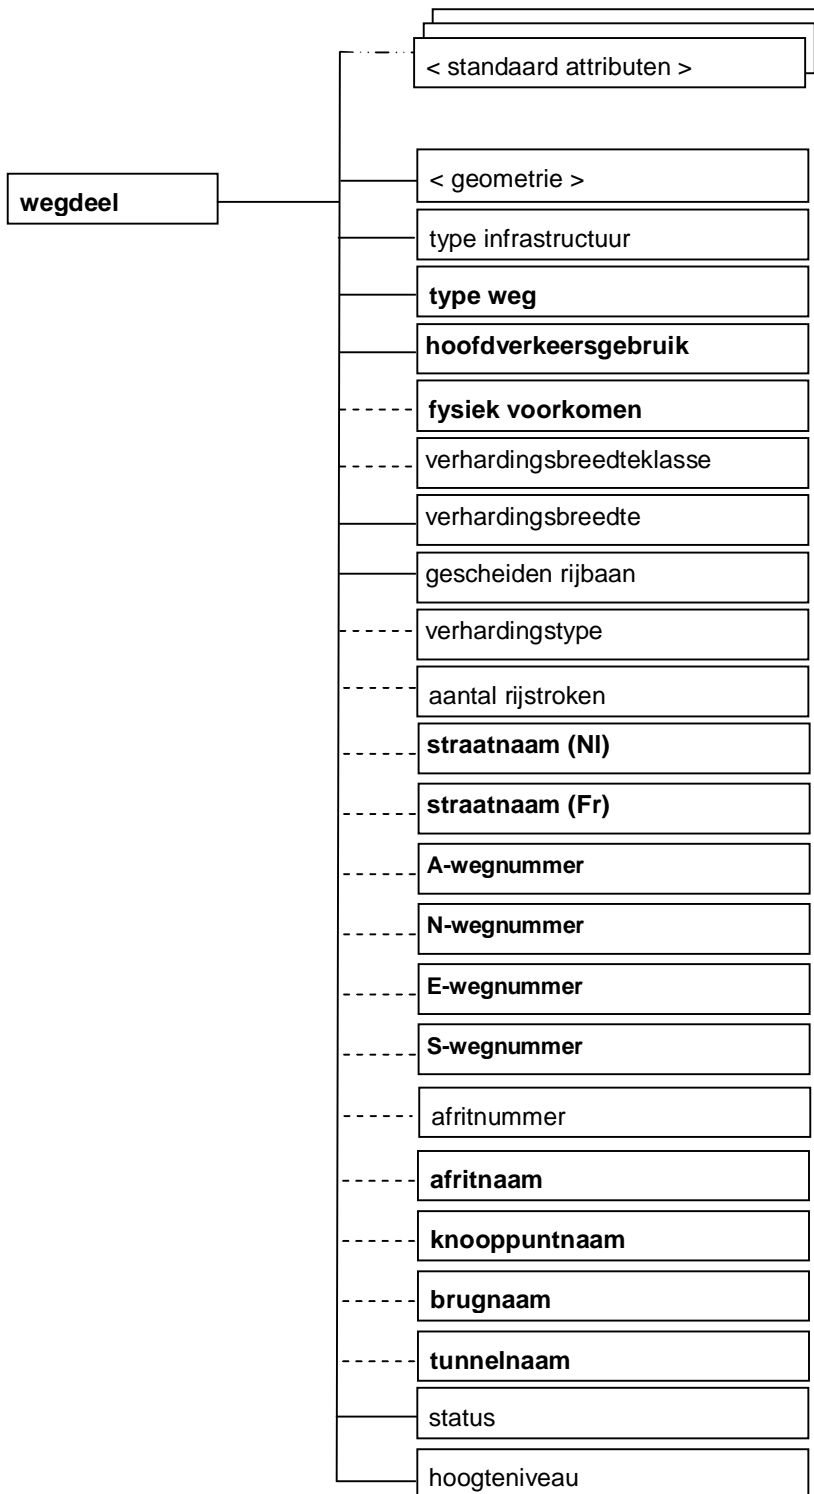 < standaard attributen >
< geometrie >
wegdeel
type infrastructuur
type weg
hoofdverkeersgebruik
fysiek voorkomen
verhardingsbreedteklasse
verhardingsbreedte
gescheiden rijbaan
verhardingstype
aantal rijstroken
straatnaam (Nl)
straatnaam (Fr)
A-wegnummer
N-wegnummer
E-wegnummer
S-wegnummer
afritnummer
afritnaam
knooppuntnaam
brugnaam
tunnelnaam
status
hoogteniveau